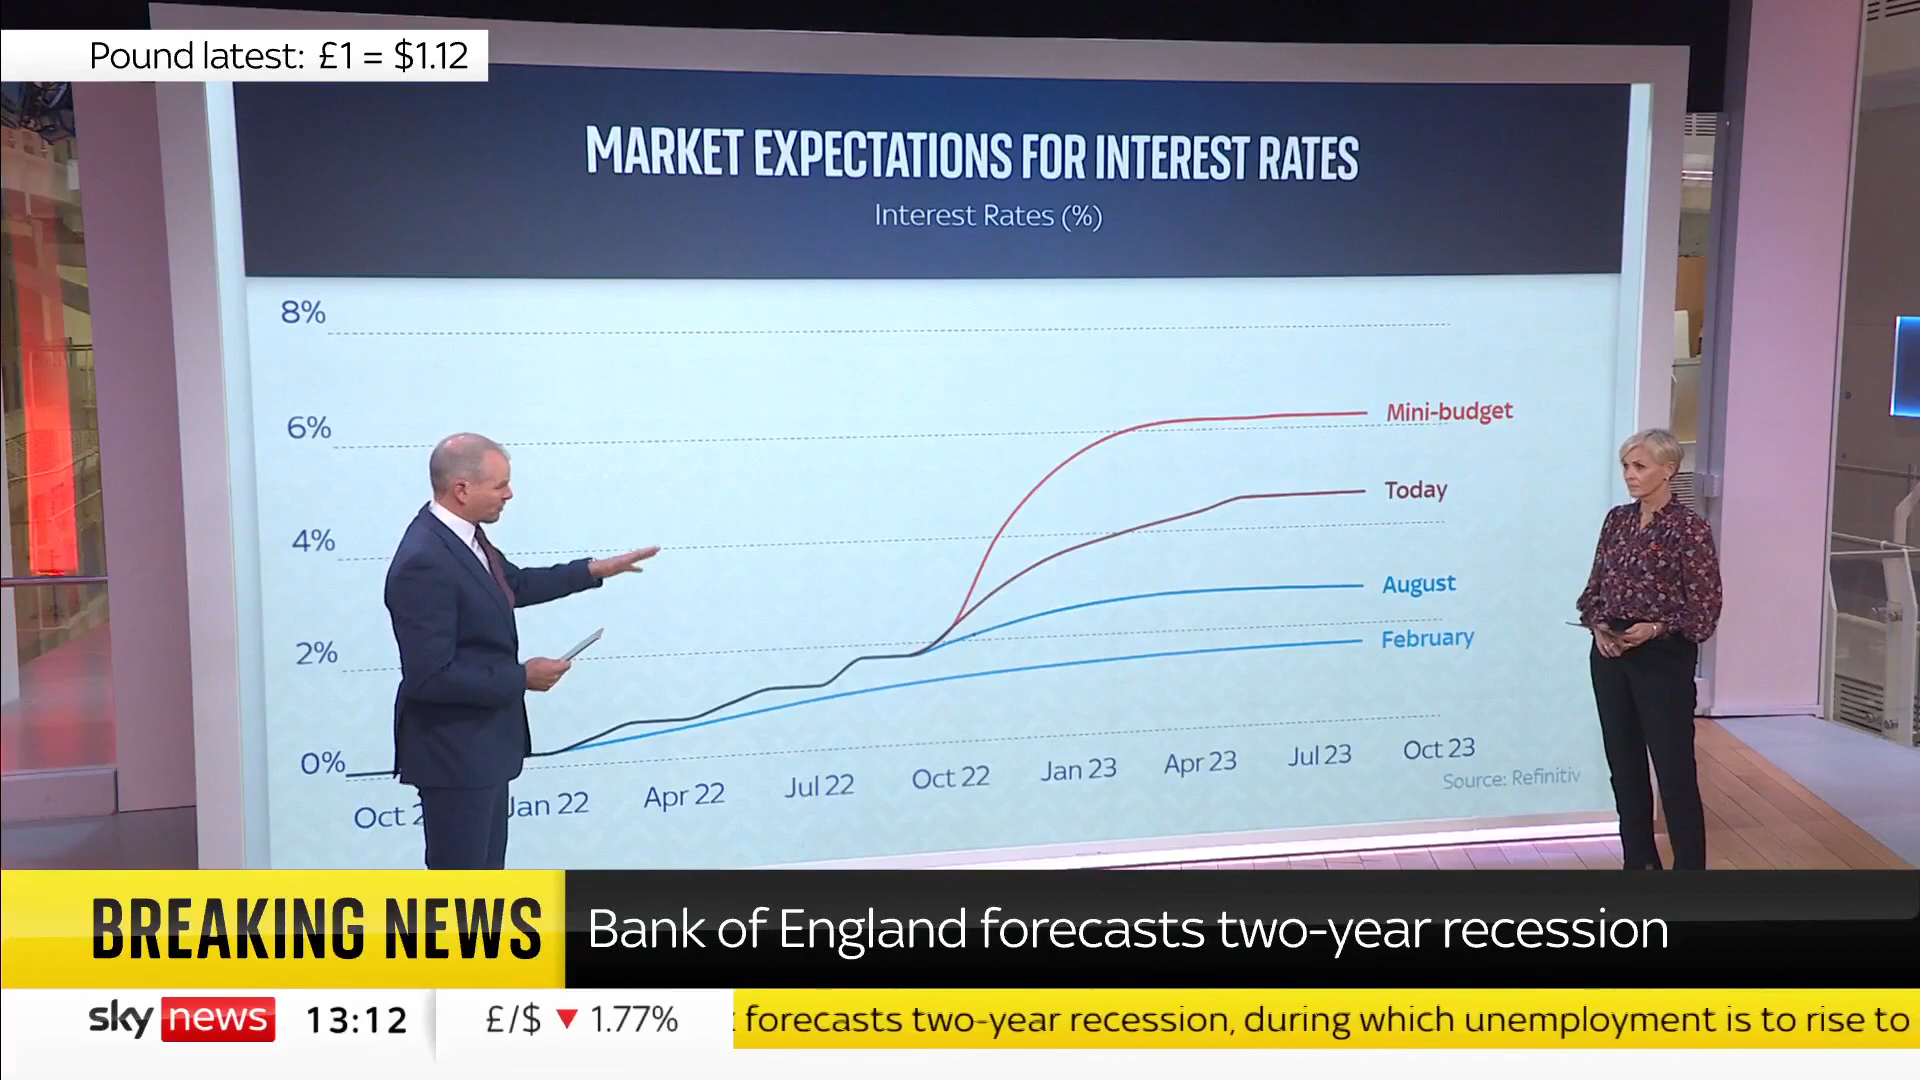 Pound latest: £1 = $1.12
MARKET EXPECTATIONS FOR INTEREST RATES
Interest Rates (%)
8%
6%
4%
2%
0%
Mini-budget
Today
August
February
Oct 2
Jan 22
Apr 22
Jul 22
Oct 22
Jan 23
Apr 23
Jul 23
Oct 23
Source: Refinitiv
BREAKING NEWS
Bank of England forecasts two-year recession
sky news
13:12
£/$ ▼ 1.77%
forecasts two-year recession, during which unemployment is to rise to